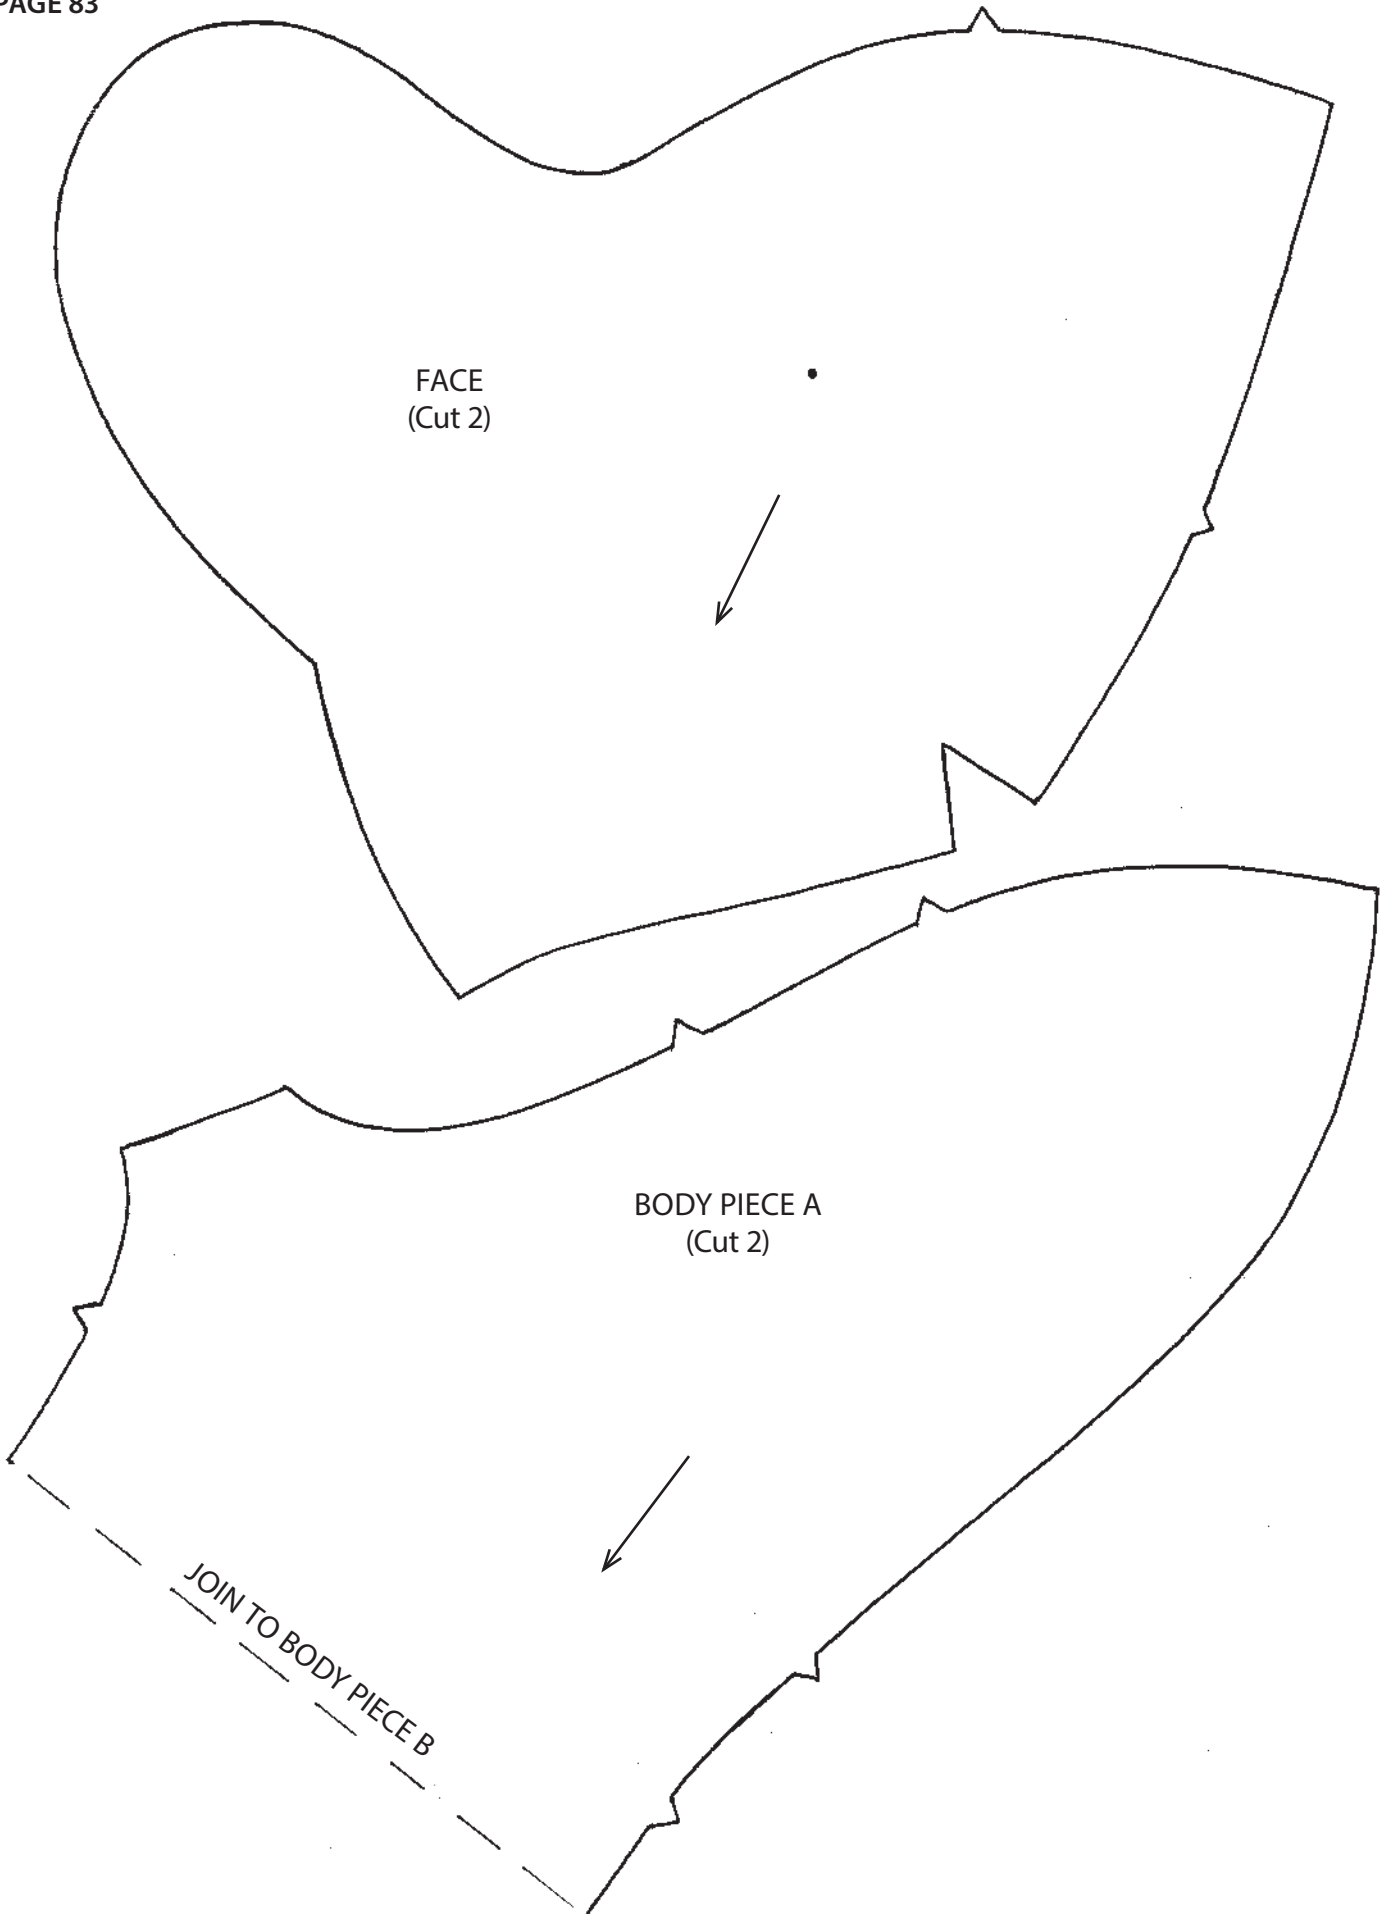 PAGE 83
FACE
(Cut 2)
BODY PIECE A
(Cut 2)
JOIN TO BODY PIECE B